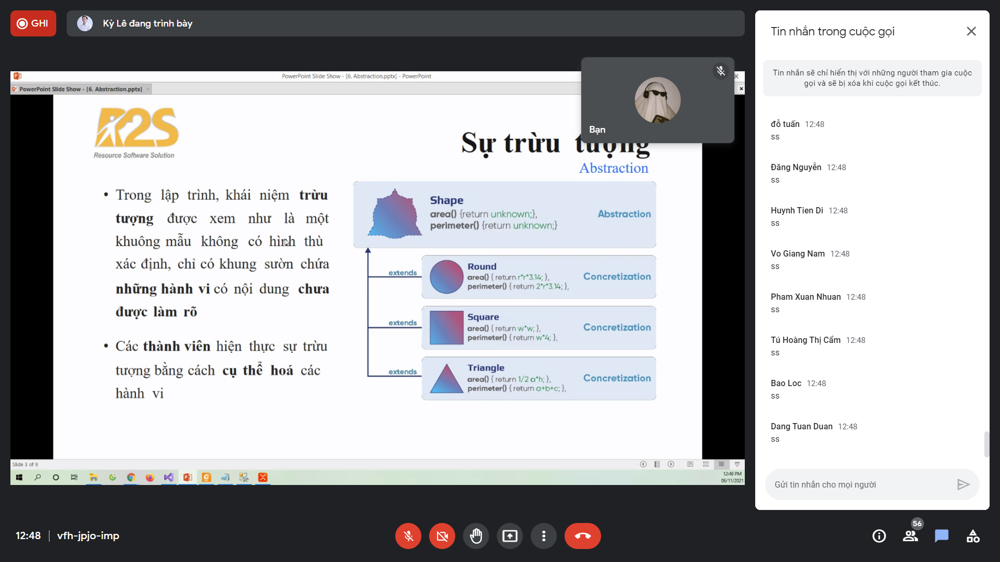 GHI
Kỳ Lê đang trình bày
PowerPoint Slide Show - [6. Abstraction.pptx] - PowerPoint
PowerPoint Slide Show - [6. Abstraction.pptx]
R2S
Resource Software Solution
Bạn
Sự trừu tượng
Abstraction
• Trong lập trình, khái niệm trừu
tượng được xem như là một
khuông mẫu không có hình thù
xác định, chỉ có khung sườn chứa
những hành vi có nội dung chưa
được làm rõ
• Các thành viên hiện thực sự trừu
tượng bằng cách cụ thể hoá các
hành vi
Shape
area() {return unknown;},
perimeter() {return unknown;}
Abstraction
extends
Round
area() { return r*r*3.14; },
perimeter() { return 2*r*3.14; },
Concretization
extends
Square
area() { return w*w; },
perimeter() { return w*4; },
Concretization
extends
Triangle
area() { return 1/2 a*h; },
perimeter() { return a+b+c; },
Concretization
Slide 3 of 9
12:49 PM
06/11/2021
Tin nhắn trong cuộc gọi
Tin nhắn sẽ chỉ hiển thị với những người tham gia cuộc
gọi và sẽ bị xóa khi cuộc gọi kết thúc.
đỗ tuấn 12:48
ss
Đăng Nguyễn 12:48
ss
Huynh Tien Di 12:48
ss
Vo Giang Nam 12:48
ss
Pham Xuan Nhuan 12:48
ss
Tú Hoàng Thị Cẩm 12:48
ss
Bao Loc 12:48
ss
Dang Tuan Duan 12:48
ss
Gửi tin nhắn cho mọi người
12:48 | vfh-jpjo-imp
56